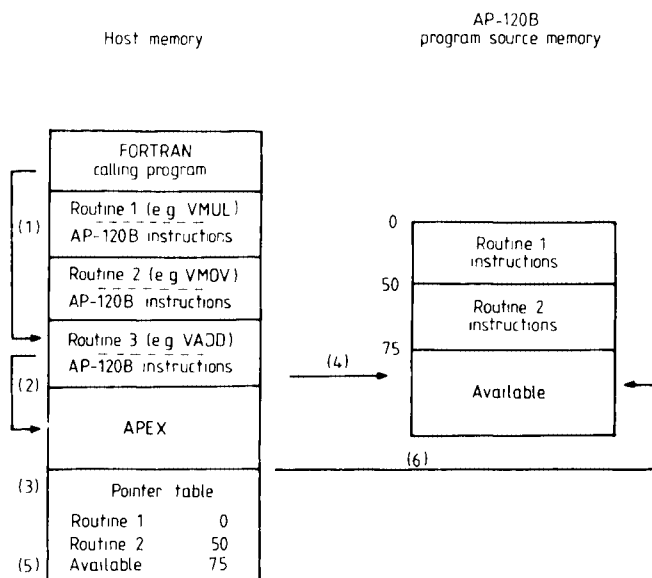 Host memory
AP-120B
program source memory
FORTRAN
calling program
(1)
Routine 1 (e g VMUL)
AP-120B instructions
Routine 2 (e g VMOV)
AP-120B instructions
Routine 3 (e g VADD)
AP-120B instructions
(2)
APEX
(3)
Pointer table
Routine 1 0
Routine 2 50
(5)
Available 75
0
Routine 1
instructions
50
Routine 2
instructions
75
Available
(4)
(6)